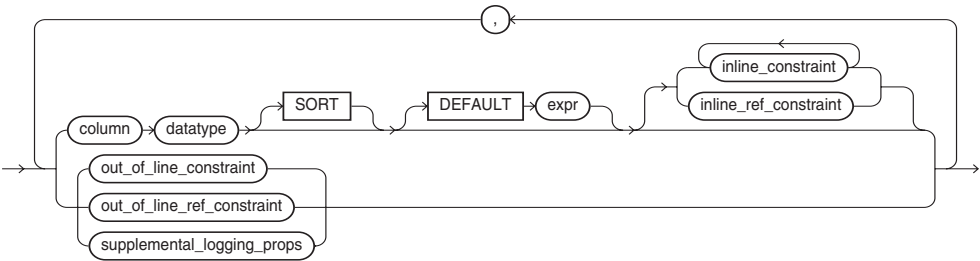 ,
inline_constraint
SORT DEFAULT expr inline_ref_constraint
column datatype
out_of_line_constraint
out_of_line_ref_constraint
supplemental_logging_props